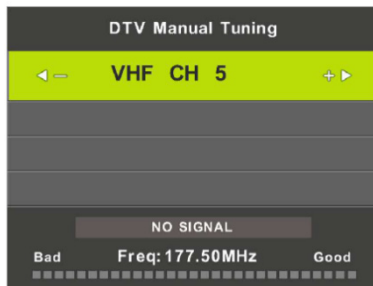 DTV Manual Tuning
− VHF CH 5 +
NO SIGNAL
Bad Freq:177.50MHz Good